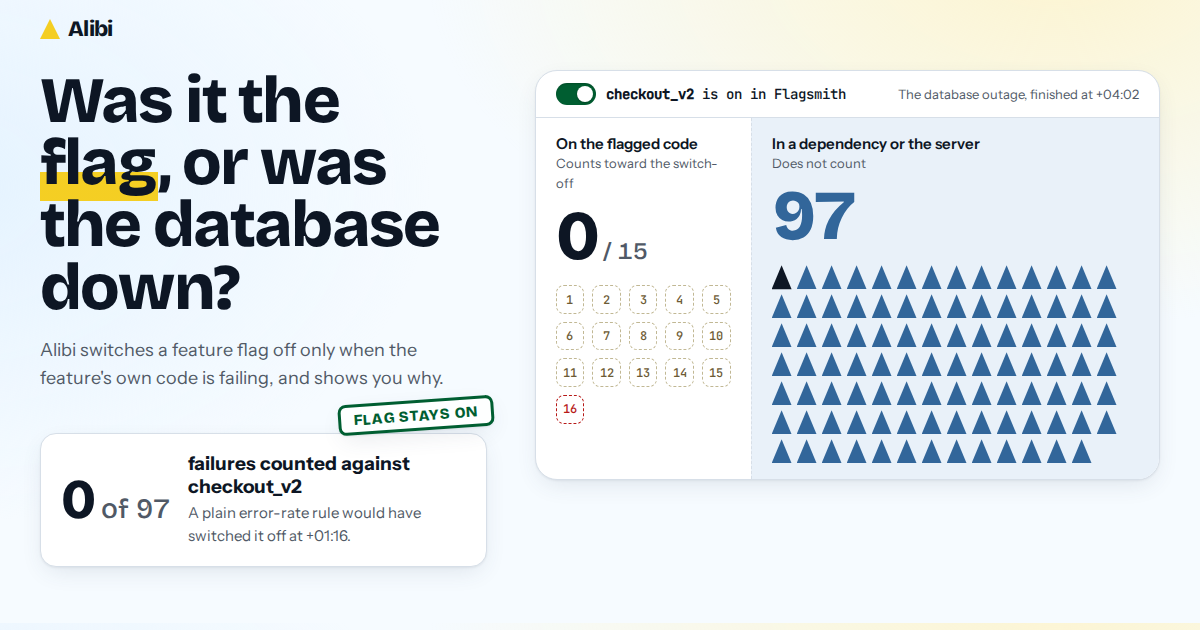 Alibi
Was it the
flag, or was
the database
down?
Alibi switches a feature flag off only when the
feature's own code is failing, and shows you why.
FLAG STAYS ON
0 of 97
failures counted against
checkout_v2
A plain error-rate rule would have
switched it off at +01:16.
checkout_v2 is on in Flagsmith
The database outage, finished at +04:02
On the flagged code
Counts toward the switch-
off
0 / 15
1 2 3 4 5
6 7 8 9 10
11 12 13 14 15
16
In a dependency or the server
Does not count
97